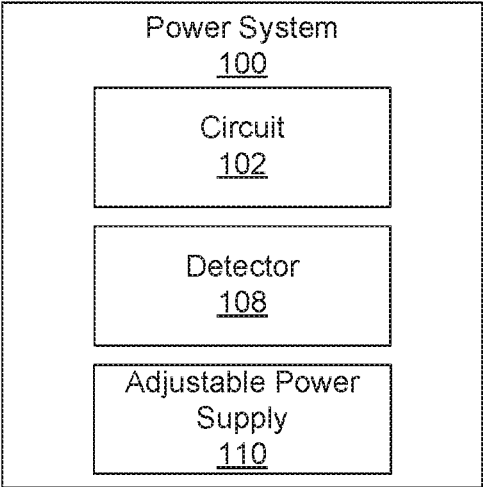 Power System
100
Circuit
102
Detector
108
Adjustable Power
Supply
110